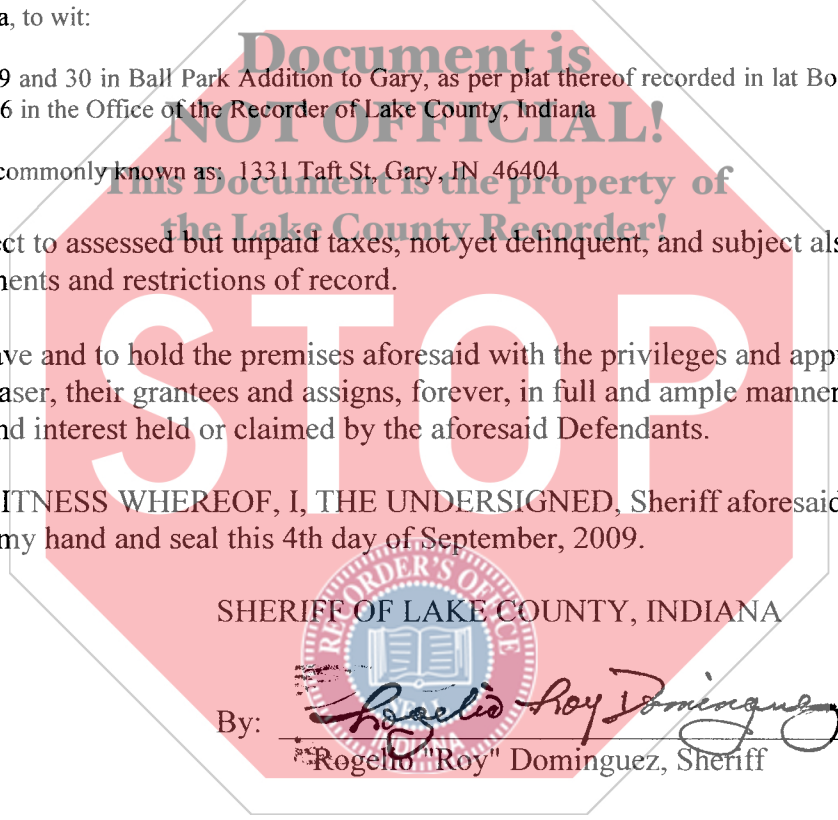 a, to wit:
Document is
9 and 30 in Ball Park Addition to Gary, as per plat thereof recorded in lat Bo
6 in the Office of the Recorder of Lake County, Indiana
NOT OFFICIAL!
commonly known as: 1331 Taft St, Gary, IN 46404
This Document is the property of
the Lake County Recorder!
ct to assessed but unpaid taxes, not yet delinquent, and subject als
nents and restrictions of record.
STOP
ave and to hold the premises aforesaid with the privileges and app
aser, their grantees and assigns, forever, in full and ample manner
nd interest held or claimed by the aforesaid Defendants.
ITNESS WHEREOF, I, THE UNDERSIGNED, Sheriff aforesaid
my hand and seal this 4th day of September, 2009.
RECORDER'S OFFICE
SEAL
INDIANA
SHERIFF OF LAKE COUNTY, INDIANA
By: Rogelio Roy Dominguez
Rogelio "Roy" Dominguez, Sheriff